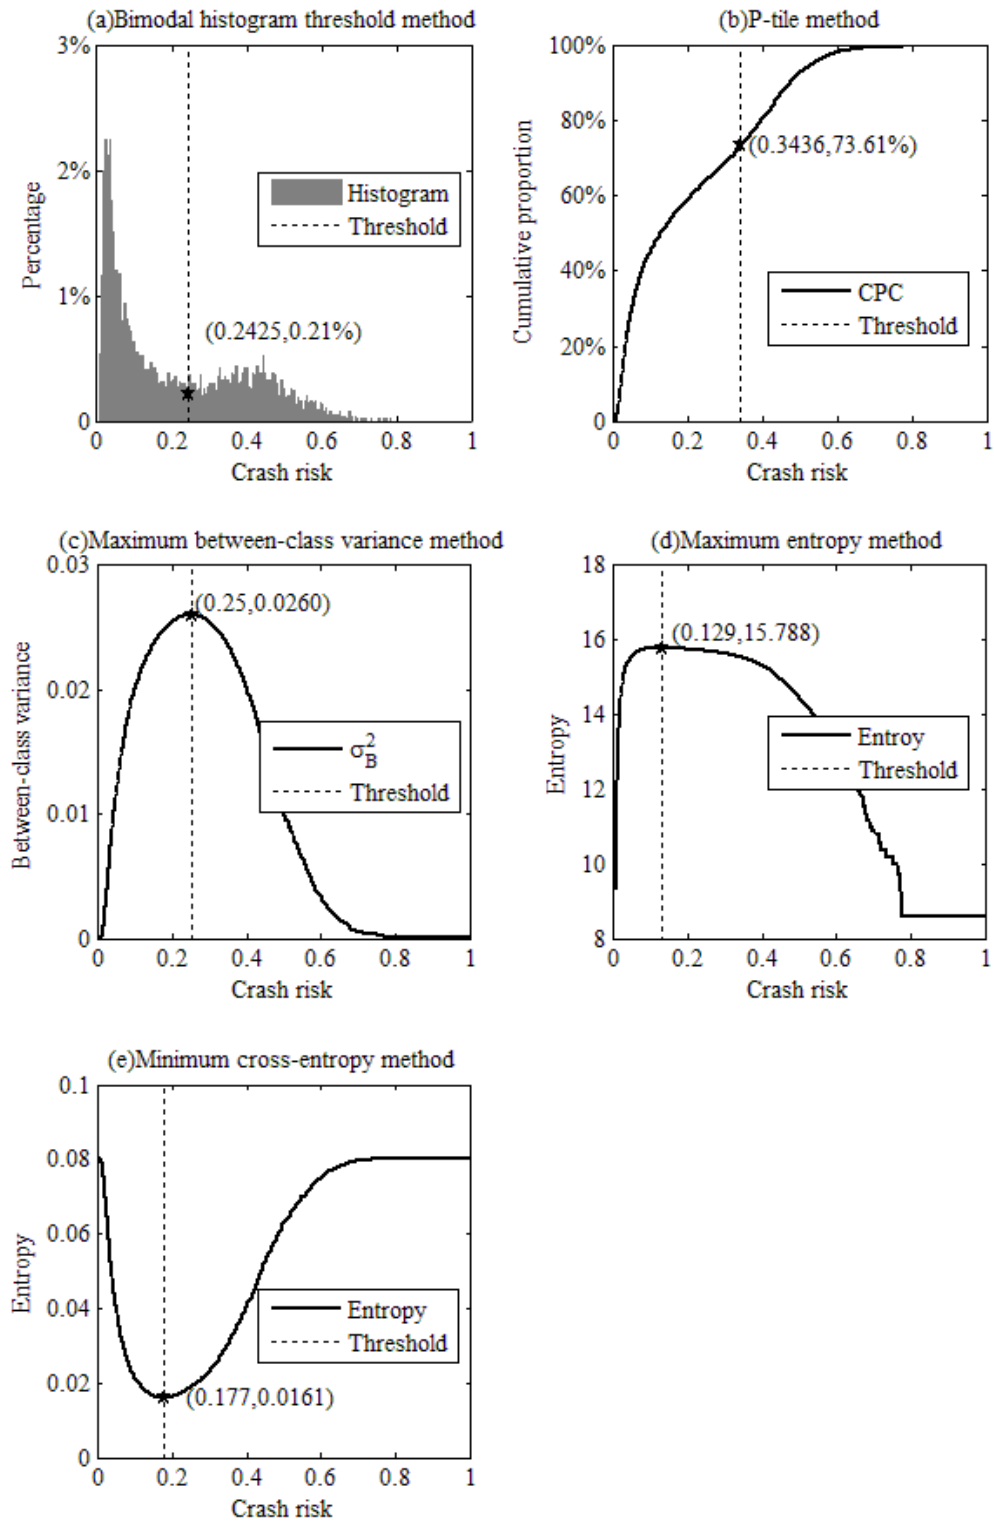 (a)Bimodal histogram threshold method
3%
2%
1%
0
Percentage
Histogram
Threshold
(0.2425,0.21%)
0 0.2 0.4 0.6 0.8 1
Crash risk
(b)P-tile method
100%
80%
60%
40%
20%
0
Cumulative proportion
(0.3436,73.61%)
CPC
Threshold
0 0.2 0.4 0.6 0.8 1
Crash risk
(c)Maximum between-class variance method
0.03
0.02
0.01
0
Between-class variance
(0.25,0.0260)
σ_B^2
Threshold
0 0.2 0.4 0.6 0.8 1
Crash risk
(d)Maximum entropy method
18
16
14
12
10
8
Entropy
(0.129,15.788)
Entroy
Threshold
0 0.2 0.4 0.6 0.8 1
Crash risk
(e)Minimum cross-entropy method
0.1
0.08
0.06
0.04
0.02
0
Entropy
Entropy
Threshold
(0.177,0.0161)
0 0.2 0.4 0.6 0.8 1
Crash risk